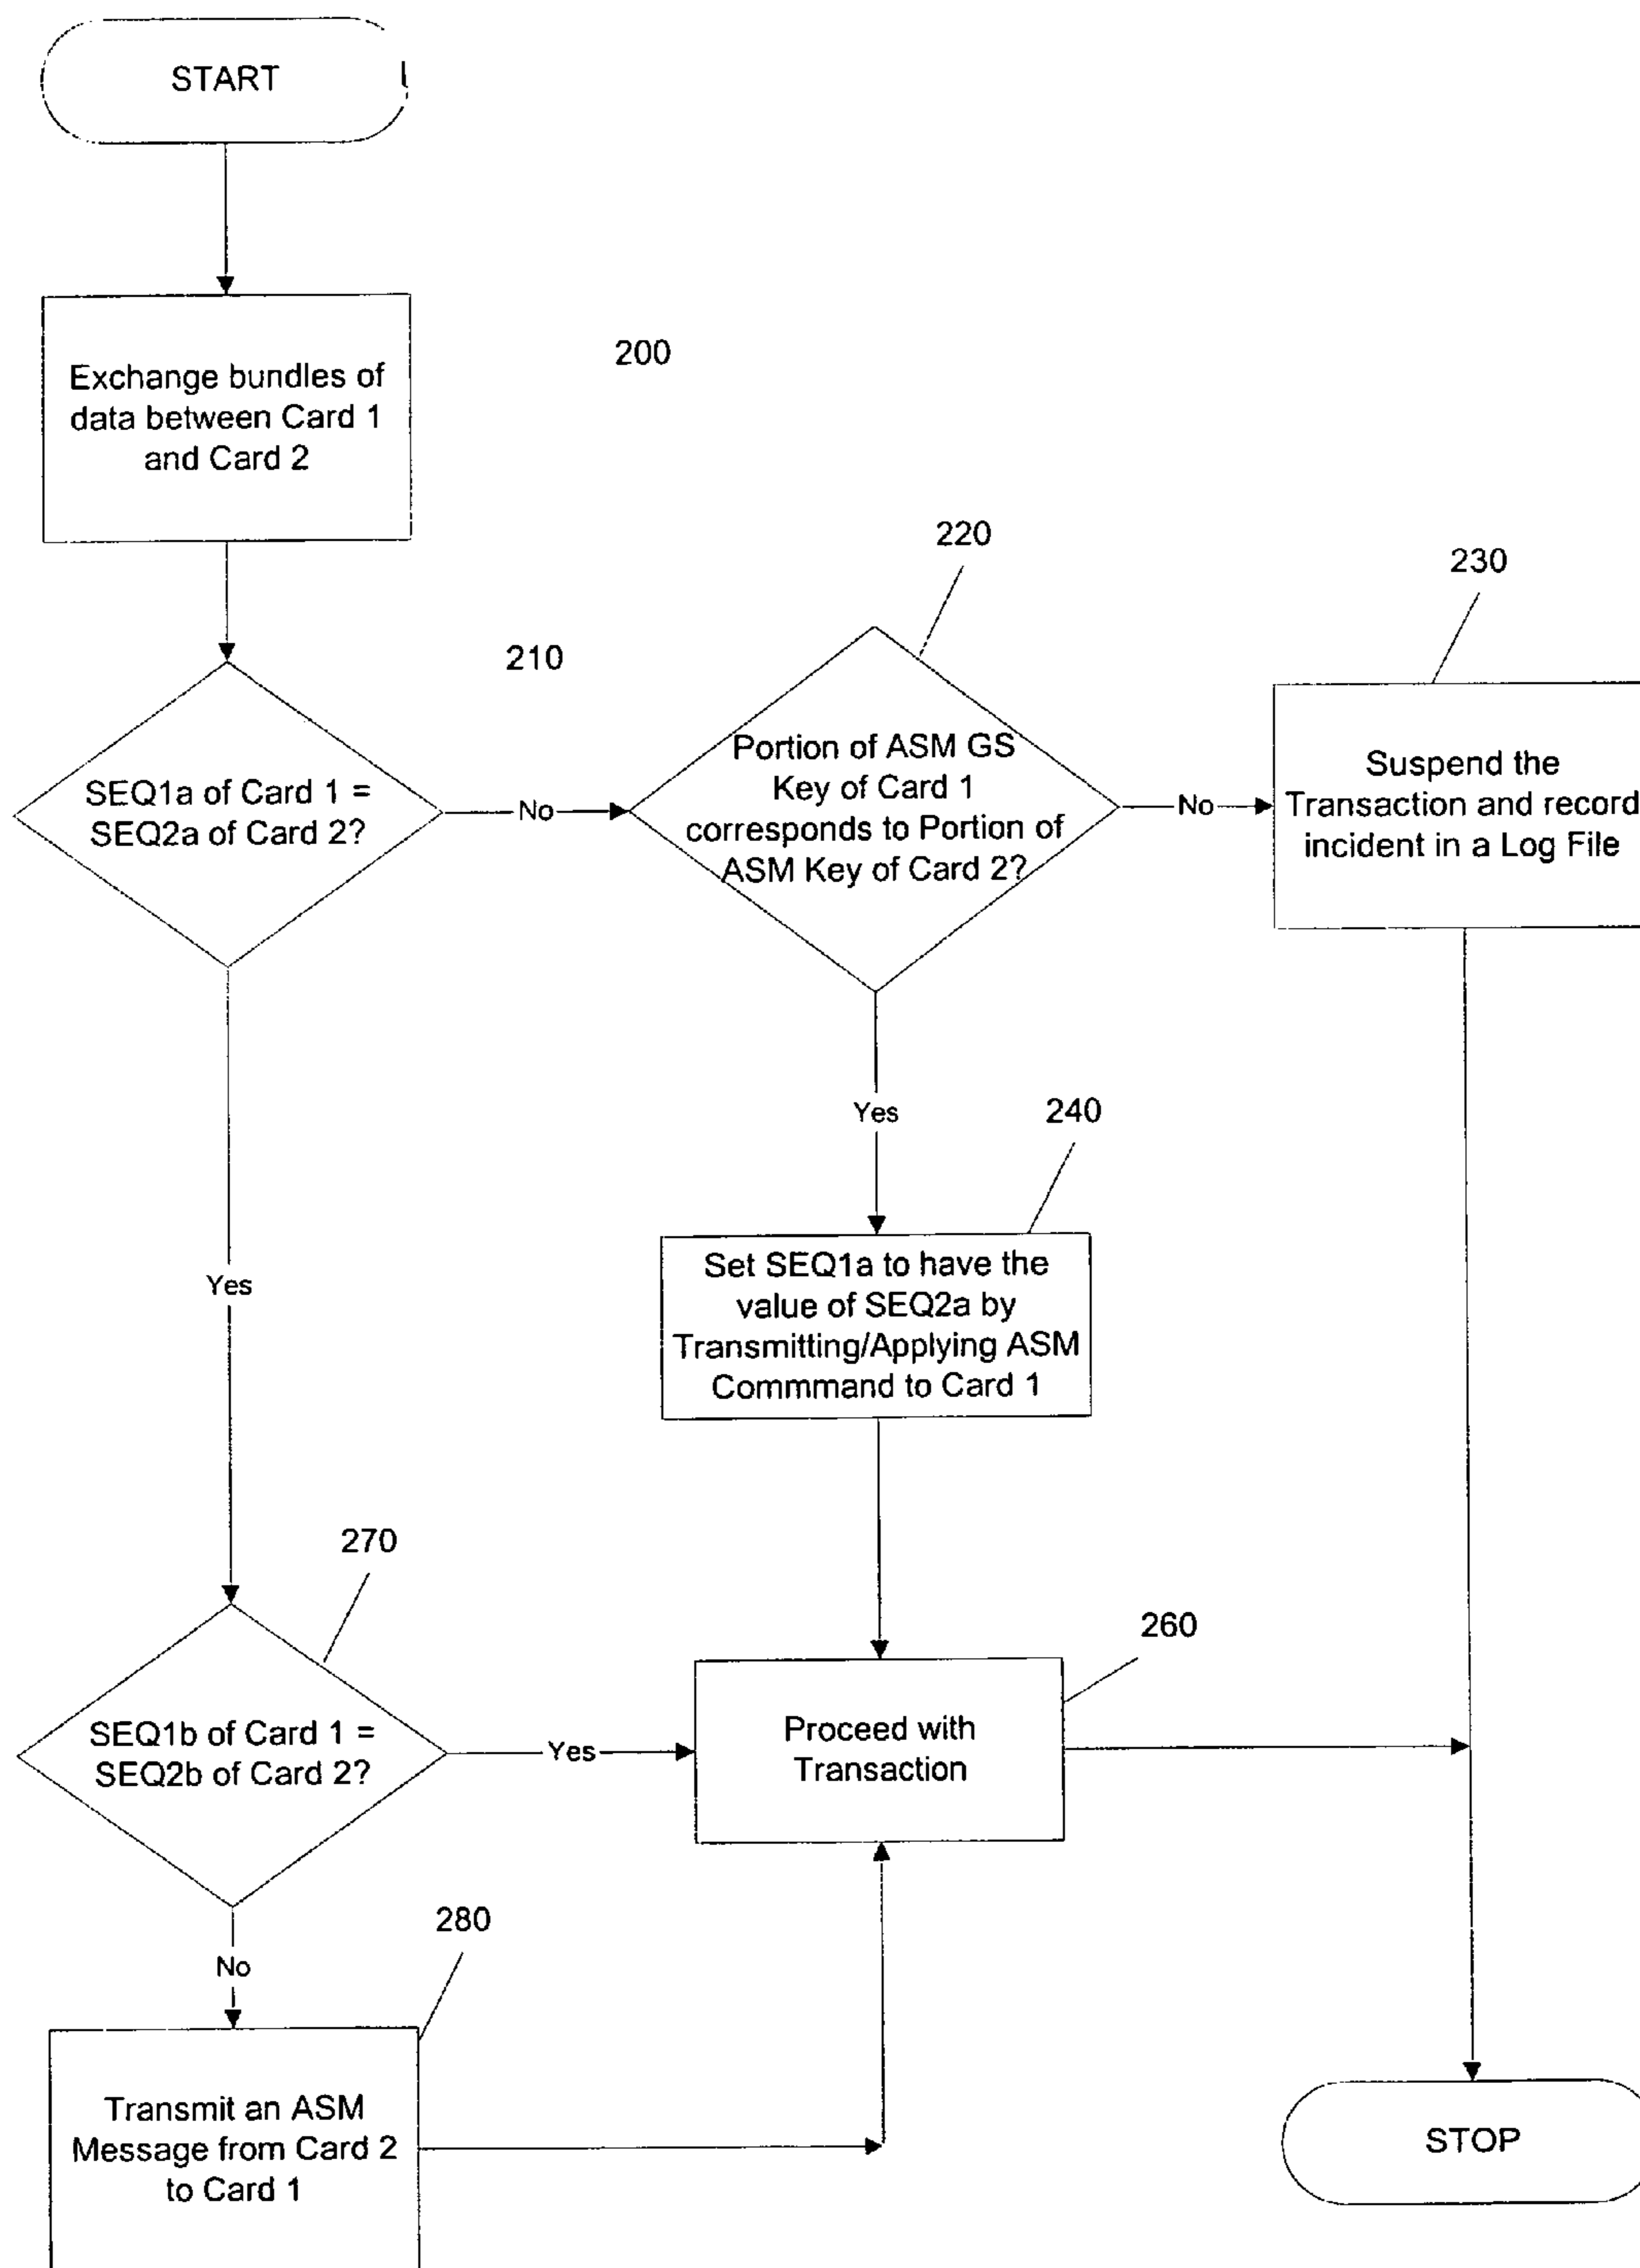 START
200
Exchange bundles of
data between Card 1
and Card 2
210
SEQ1a of Card 1 =
SEQ2a of Card 2?
No
220
Portion of ASM GS
Key of Card 1
corresponds to Portion of
ASM Key of Card 2?
No
230
Suspend the
Transaction and record
incident in a Log File
Yes
240
Set SEQ1a to have the
value of SEQ2a by
Transmitting/Applying ASM
Commmand to Card 1
Yes
270
SEQ1b of Card 1 =
SEQ2b of Card 2?
Yes
260
Proceed with
Transaction
No
280
Transmit an ASM
Message from Card 2
to Card 1
STOP